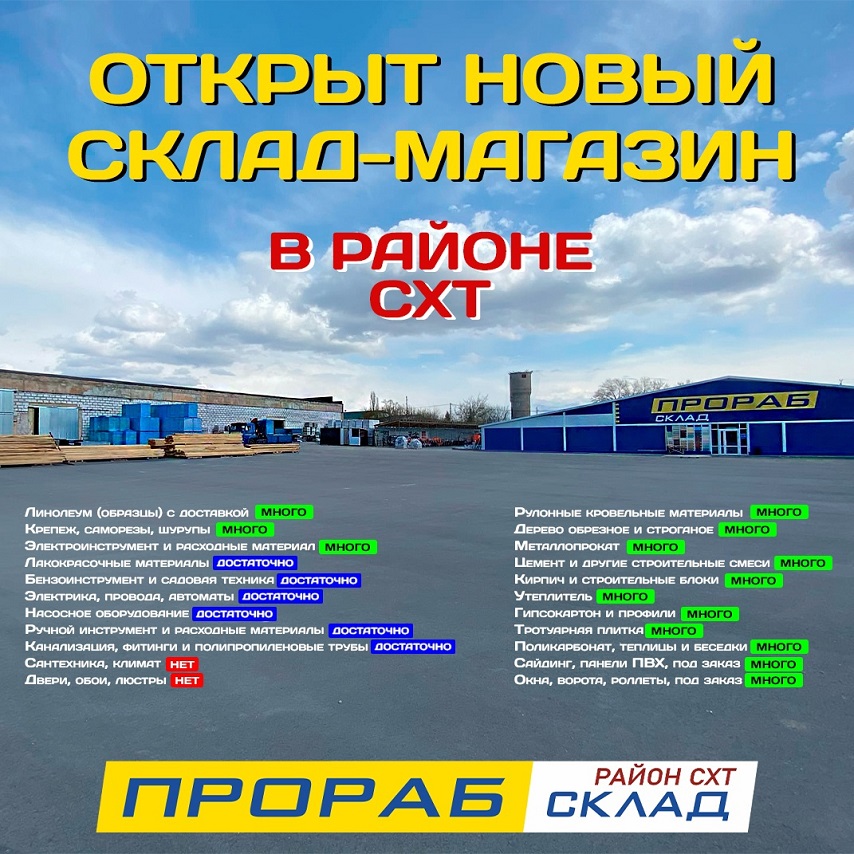 ОТКРЫТ НОВЫЙ
СКЛАД-МАГАЗИН
В РАЙОНЕ
СХТ
ПРОРАБ
СКЛАД
Линолеум (образцы) с доставкой МНОГО
Крепеж, саморезы, шурупы МНОГО
Электроинструмент и расходные материал МНОГО
Лакокрасочные материалы ДОСТАТОЧНО
Бензоинструмент и садовая техника ДОСТАТОЧНО
Электрика, провода, автоматы ДОСТАТОЧНО
Насосное оборудование ДОСТАТОЧНО
Ручной инструмент и расходные материалы ДОСТАТОЧНО
Канализация, фитинги и полипропиленовые трубы ДОСТАТОЧНО
Сантехника, климат НЕТ
Двери, обои, люстры НЕТ
Рулонные кровельные материалы МНОГО
Дерево обрезное и строганое МНОГО
Металлопрокат МНОГО
Цемент и другие строительные смеси МНОГО
Кирпич и строительные блоки МНОГО
Утеплитель МНОГО
Гипсокартон и профили МНОГО
Тротуарная плитка МНОГО
Поликарбонат, теплицы и беседки МНОГО
Сайдинг, панели ПВХ, под заказ МНОГО
Окна, ворота, роллеты, под заказ МНОГО
ПРОРАБ
РАЙОН СХТ
СКЛАД